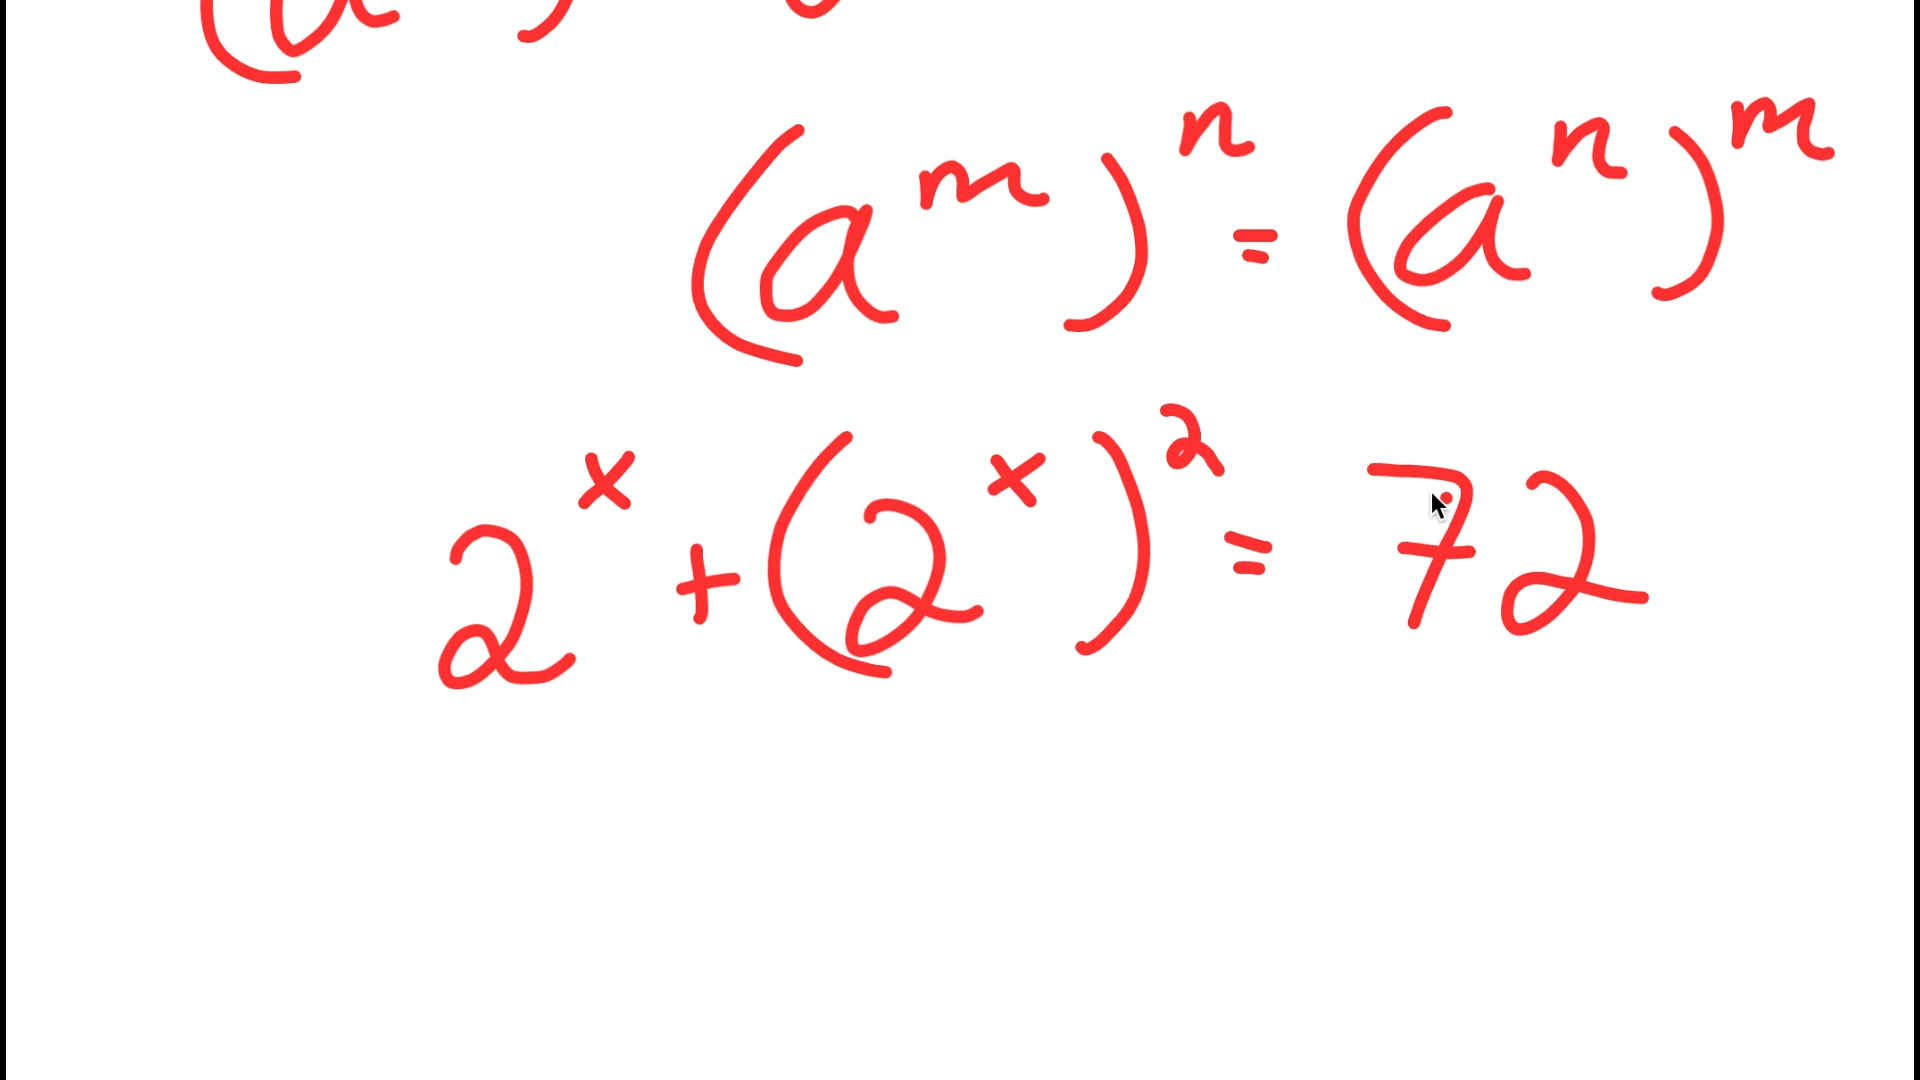 (a^m)^n = (a^n)^m
2^x + (2^x)^2 = 72